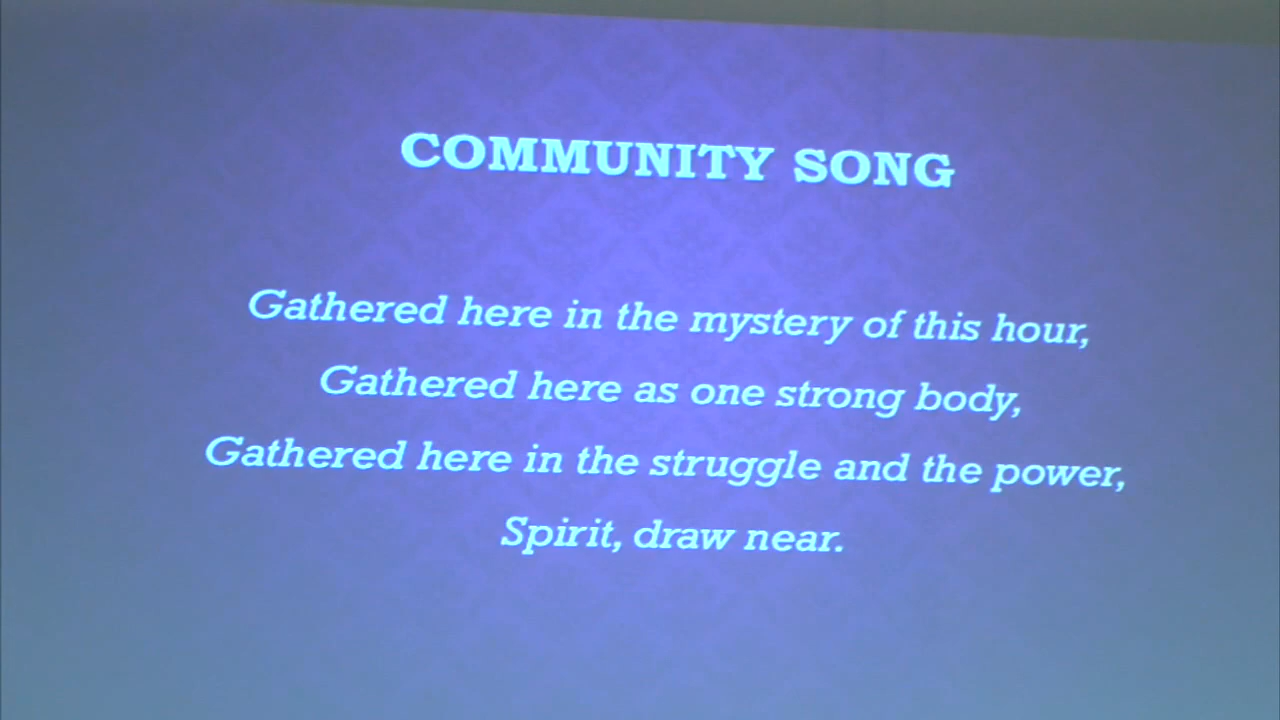 COMMUNITY SONG
Gathered here in the mystery of this hour,
Gathered here as one strong body,
Gathered here in the struggle and the power,
Spirit, draw near.